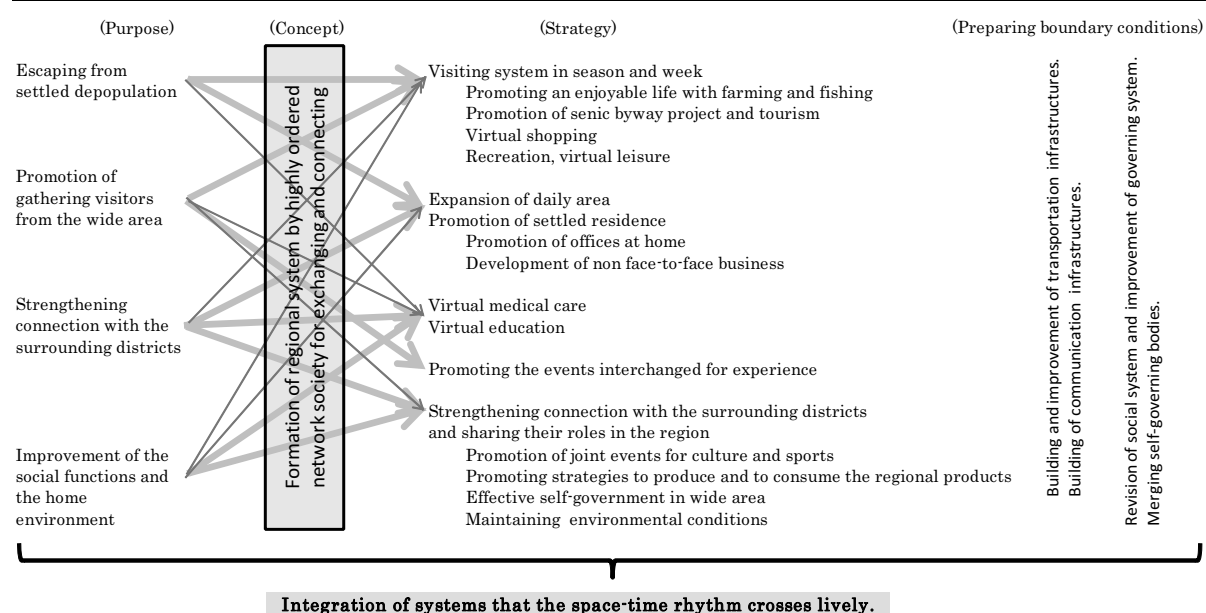 (Purpose)
(Concept)
(Strategy)
(Preparing boundary conditions)
Escaping from
settled depopulation
Promotion of
gathering visitors
from the wide area
Strengthening
connection with the
surrounding districts
Improvement of the
social functions and
the home
environment
Formation of regional system by highly ordered
network society for exchanging and connecting
Visiting system in season and week
Promoting an enjoyable life with farming and fishing
Promotion of senic byway project and tourism
Virtual shopping
Recreation, virtual leisure
Expansion of daily area
Promotion of settled residence
Promotion of offices at home
Development of non face-to-face business
Virtual medical care
Virtual education
Promoting the events interchanged for experience
Strengthening connection with the surrounding districts
and sharing their roles in the region
Promotion of joint events for culture and sports
Promoting strategies to produce and to consume the regional products
Effective self-government in wide area
Maintaining environmental conditions
Building and improvement of transportation infrastructures.
Building of communication infrastructures.
Revision of social system and improvement of governing system.
Merging self-governing bodies.
Integration of systems that the space-time rhythm crosses lively.